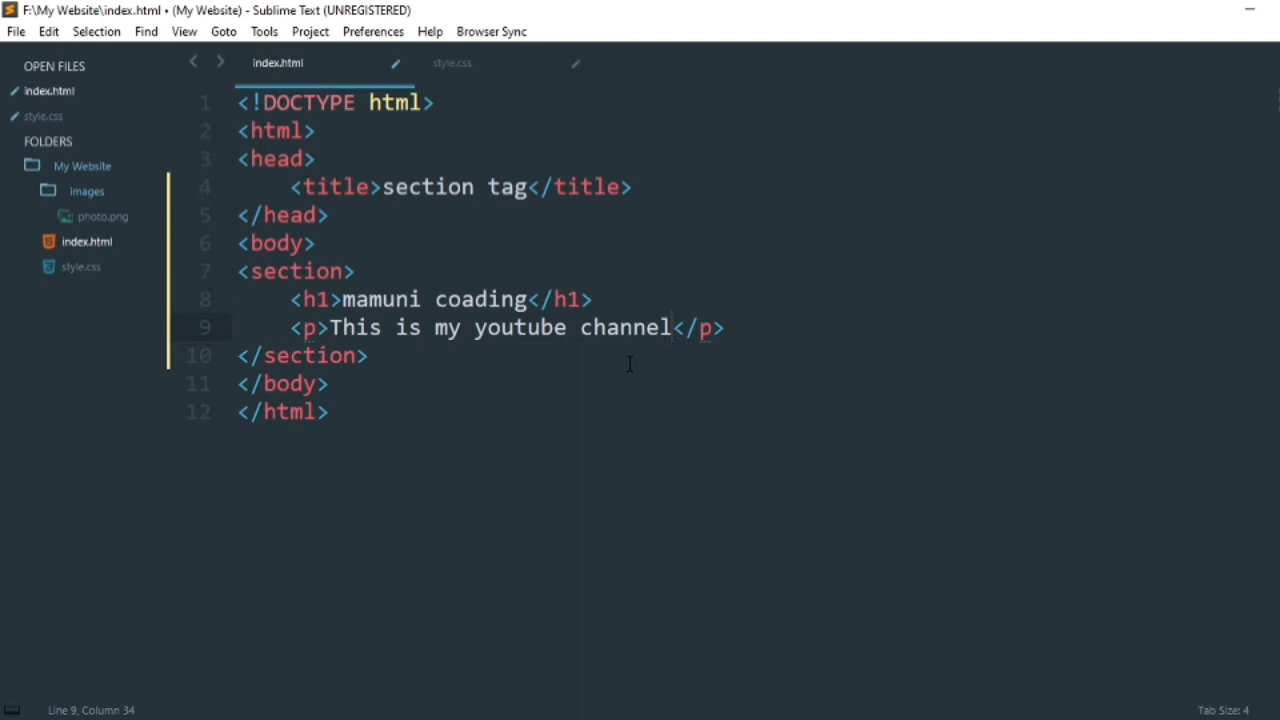 F:\My Website\index.html • (My Website) - Sublime Text (UNREGISTERED)
File Edit Selection Find View Goto Tools Project Preferences Help Browser Sync
OPEN FILES
index.html
style.css
FOLDERS
My Website
images
photo.png
index.html
style.css
index.html style.css
1 <!DOCTYPE html>
2 <html>
3 <head>
4 <title>section tag</title>
5 </head>
6 <body>
7 <section>
8 <h1>mamuni coading</h1>
9 <p>This is my youtube channel</p>
10 </section>
11 </body>
12 </html>
Line 9, Column 34 Tab Size: 4